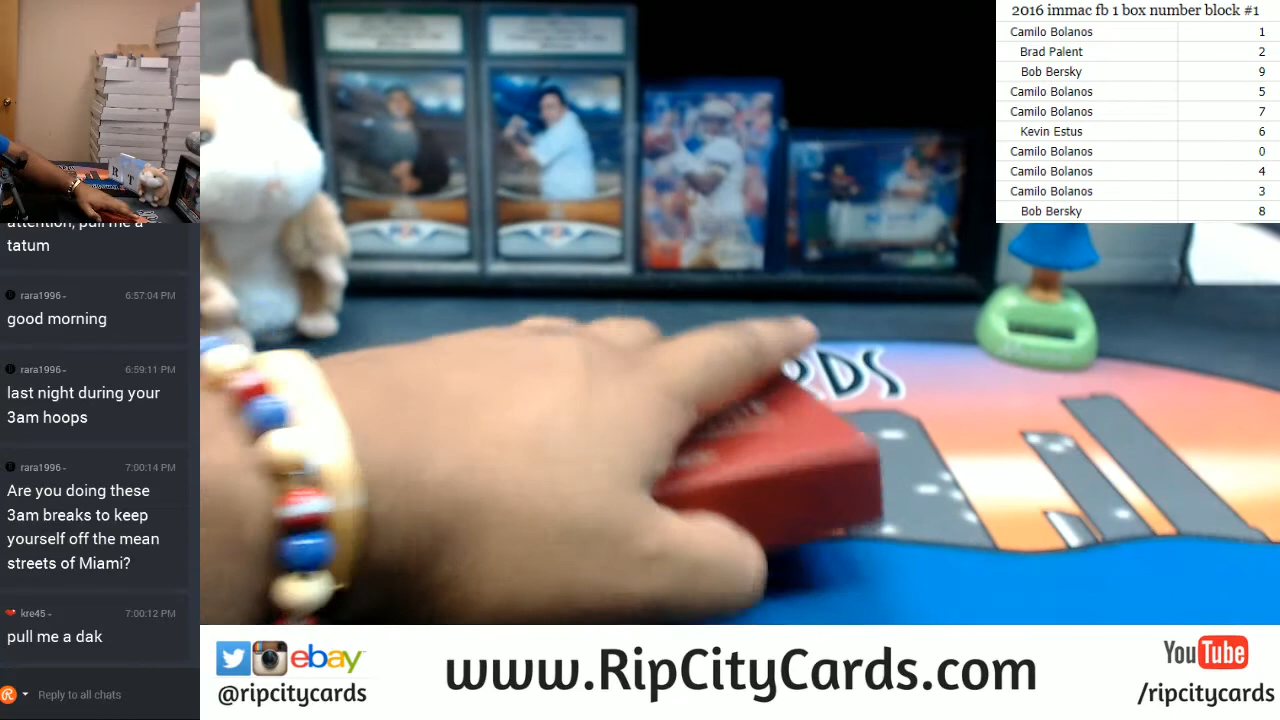 2016 immac fb 1 box number block #1
Camilo Bolanos 1
Brad Palent 2
Bob Bersky 9
Camilo Bolanos 5
Camilo Bolanos 7
Kevin Estus 6
Camilo Bolanos 0
Camilo Bolanos 4
Camilo Bolanos 3
Bob Bersky 8
attention, pull me a
tatum
rara1996- 6:57:04 PM
good morning
rara1996- 6:59:11 PM
last night during your
3am hoops
rara1996- 7:00:14 PM
Are you doing these
3am breaks to keep
yourself off the mean
streets of Miami?
kre45- 7:00:12 PM
pull me a dak
Reply to all chats
RDS
ebay
@ripcitycards
www.RipCityCards.com
YouTube
/ripcitycards